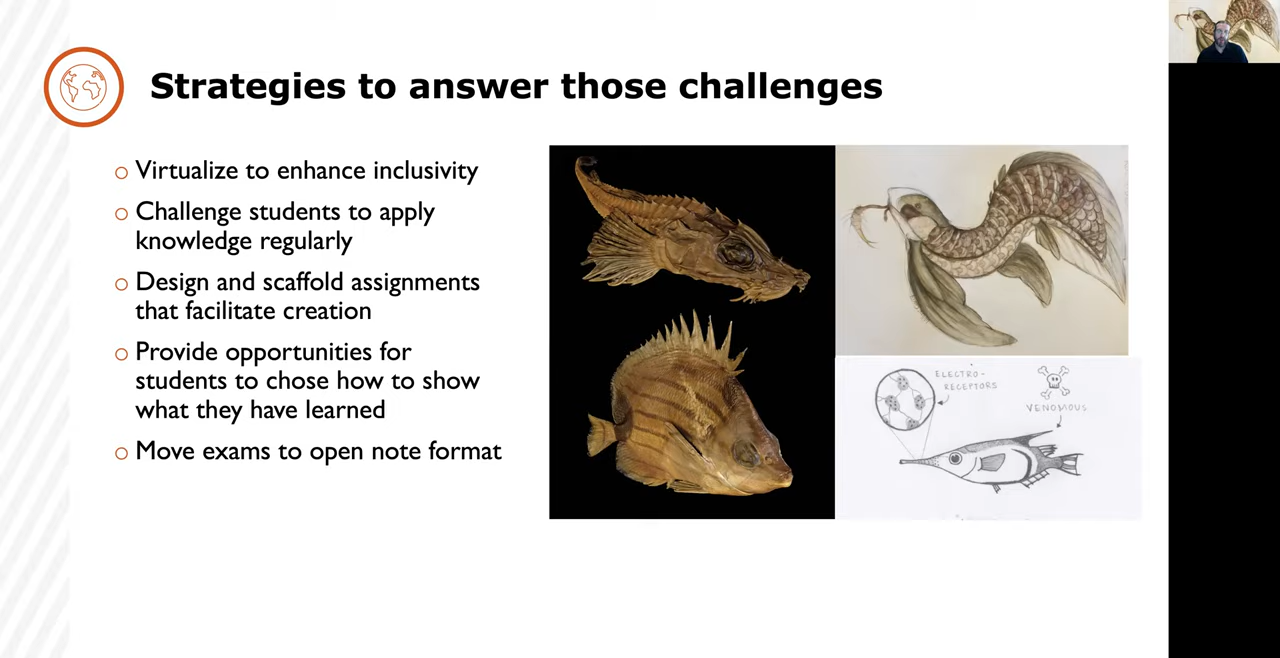 Strategies to answer those challenges
Virtualize to enhance inclusivity
Challenge students to apply
knowledge regularly
Design and scaffold assignments
that facilitate creation
Provide opportunities for
students to chose how to show
what they have learned
Move exams to open note format
ELECTRO-
RECEPTORS
VENOMOUS